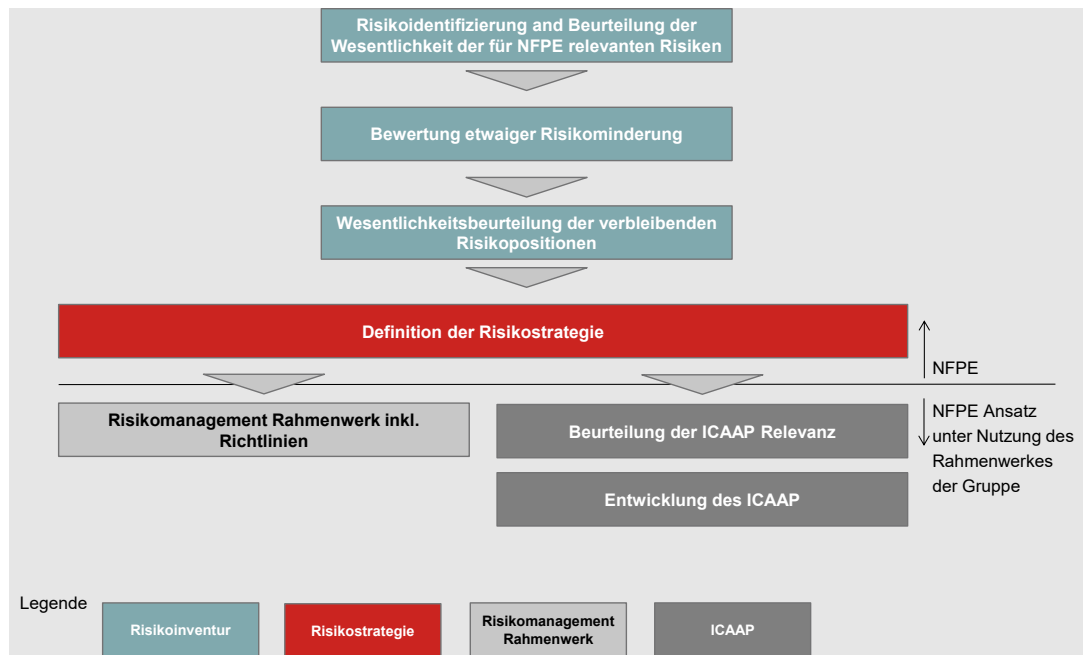 Risikoidentifizierung and Beurteilung der
Wesentlichkeit der für NFPE relevanten Risiken
Bewertung etwaiger Risikominderung
Wesentlichkeitsbeurteilung der verbleibenden
Risikopositionen
Definition der Risikostrategie
NFPE
Risikomanagement Rahmenwerk inkl.
Richtlinien
Beurteilung der ICAAP Relevanz
NFPE Ansatz
unter Nutzung des
Rahmenwerkes
der Gruppe
Entwicklung des ICAAP
Legende
Risikoinventur
Risikostrategie
Risikomanagement
Rahmenwerk
ICAAP